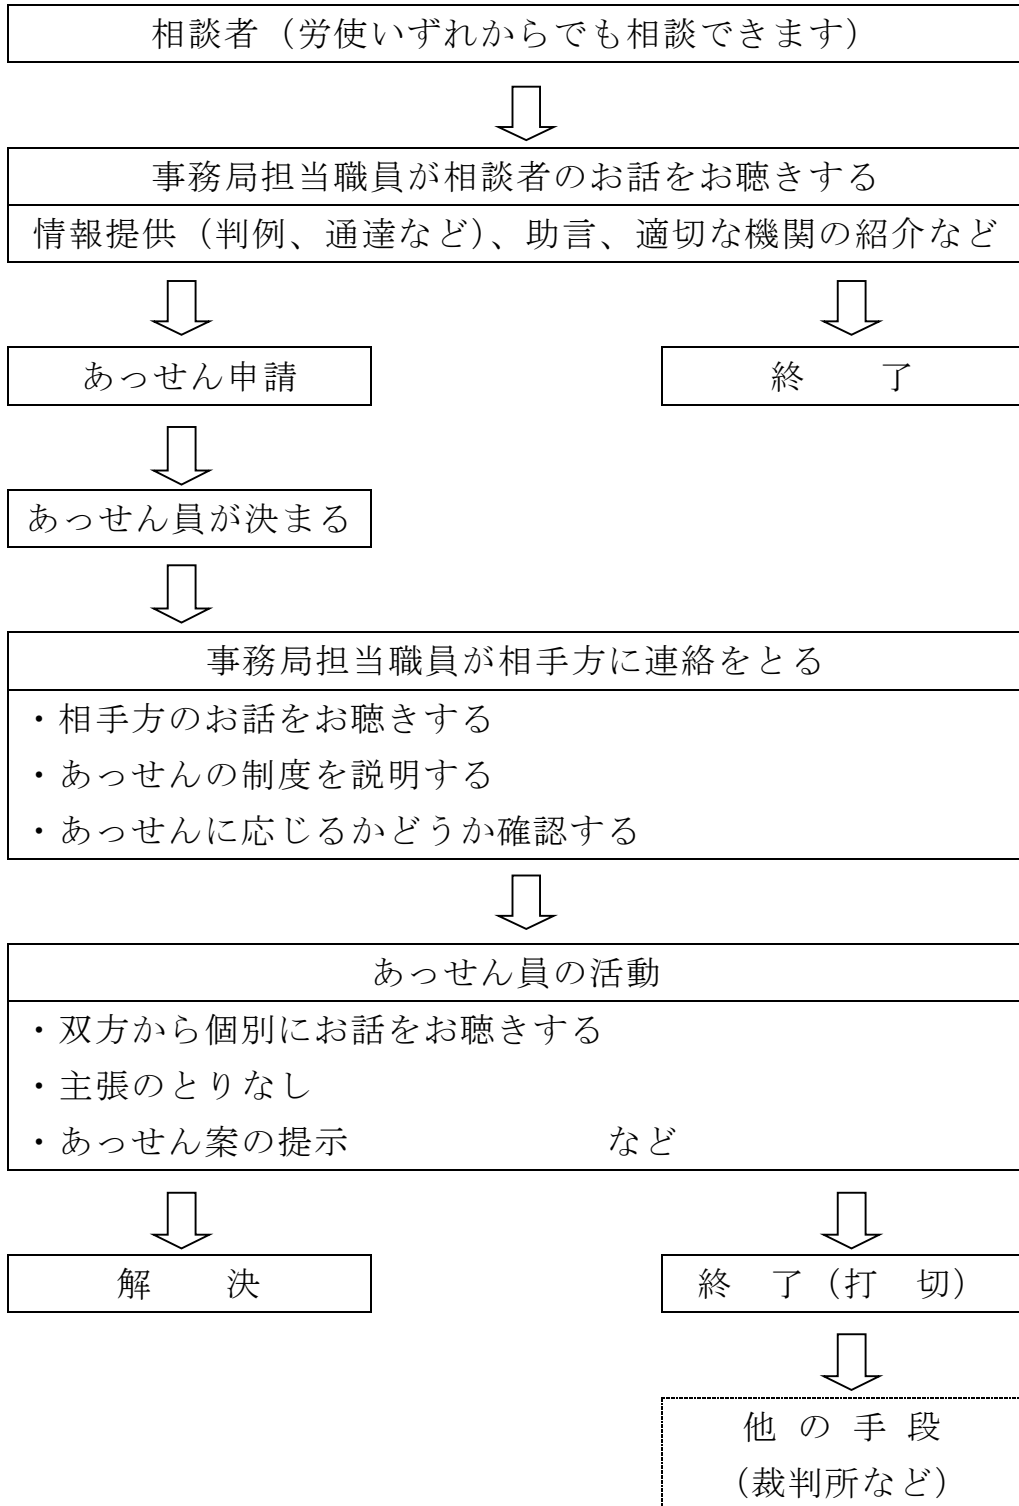 相談者（労使いずれからでも相談できます）
事務局担当職員が相談者のお話をお聴きする
情報提供（判例、通達など）、助言、適切な機関の紹介など
あっせん申請
終　　了
あっせん員が決まる
事務局担当職員が相手方に連絡をとる
・相手方のお話をお聴きする
・あっせんの制度を説明する
・あっせんに応じるかどうか確認する
あっせん員の活動
・双方から個別にお話をお聴きする
・主張のとりなし
・あっせん案の提示　　　　　　　など
解　　決
終　了（打　切）
他 の 手 段
（裁判所など）